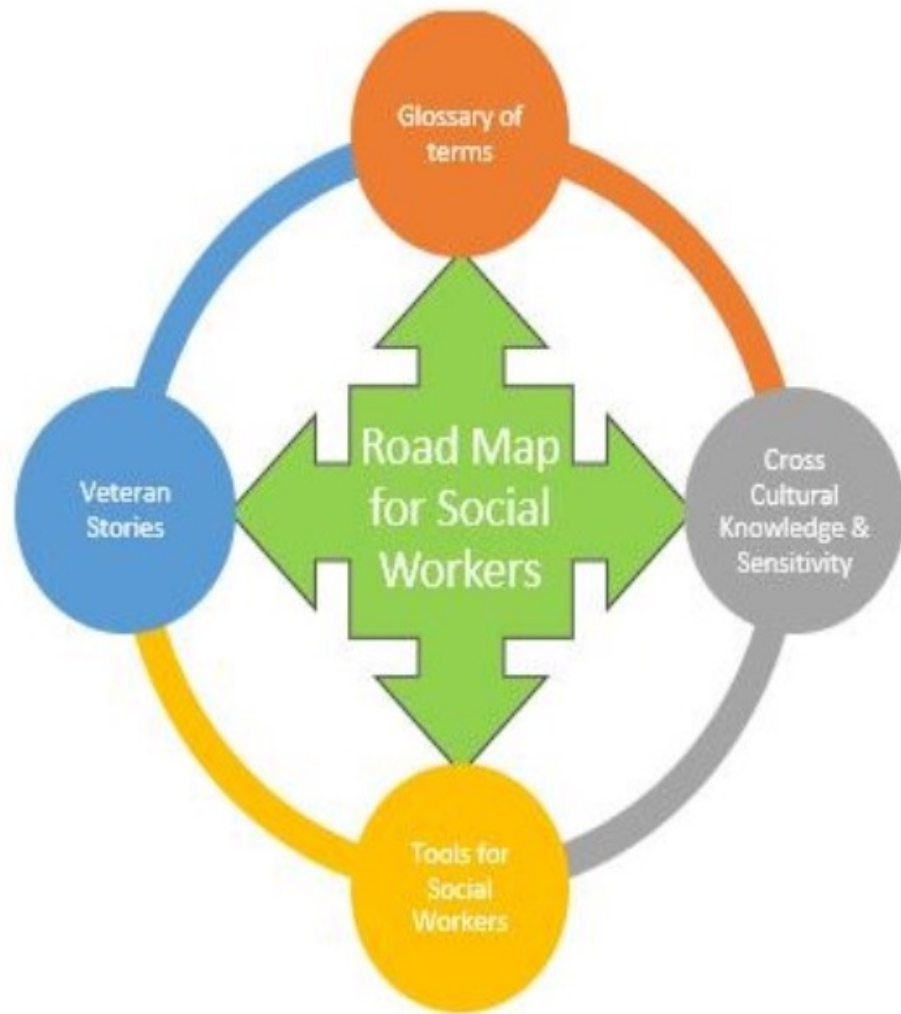 Glossary of
terms
Road Map
for Social
Workers
Veteran
Stories
Cross
Cultural
Knowledge &
Sensitivity
Tools for
Social
Workers